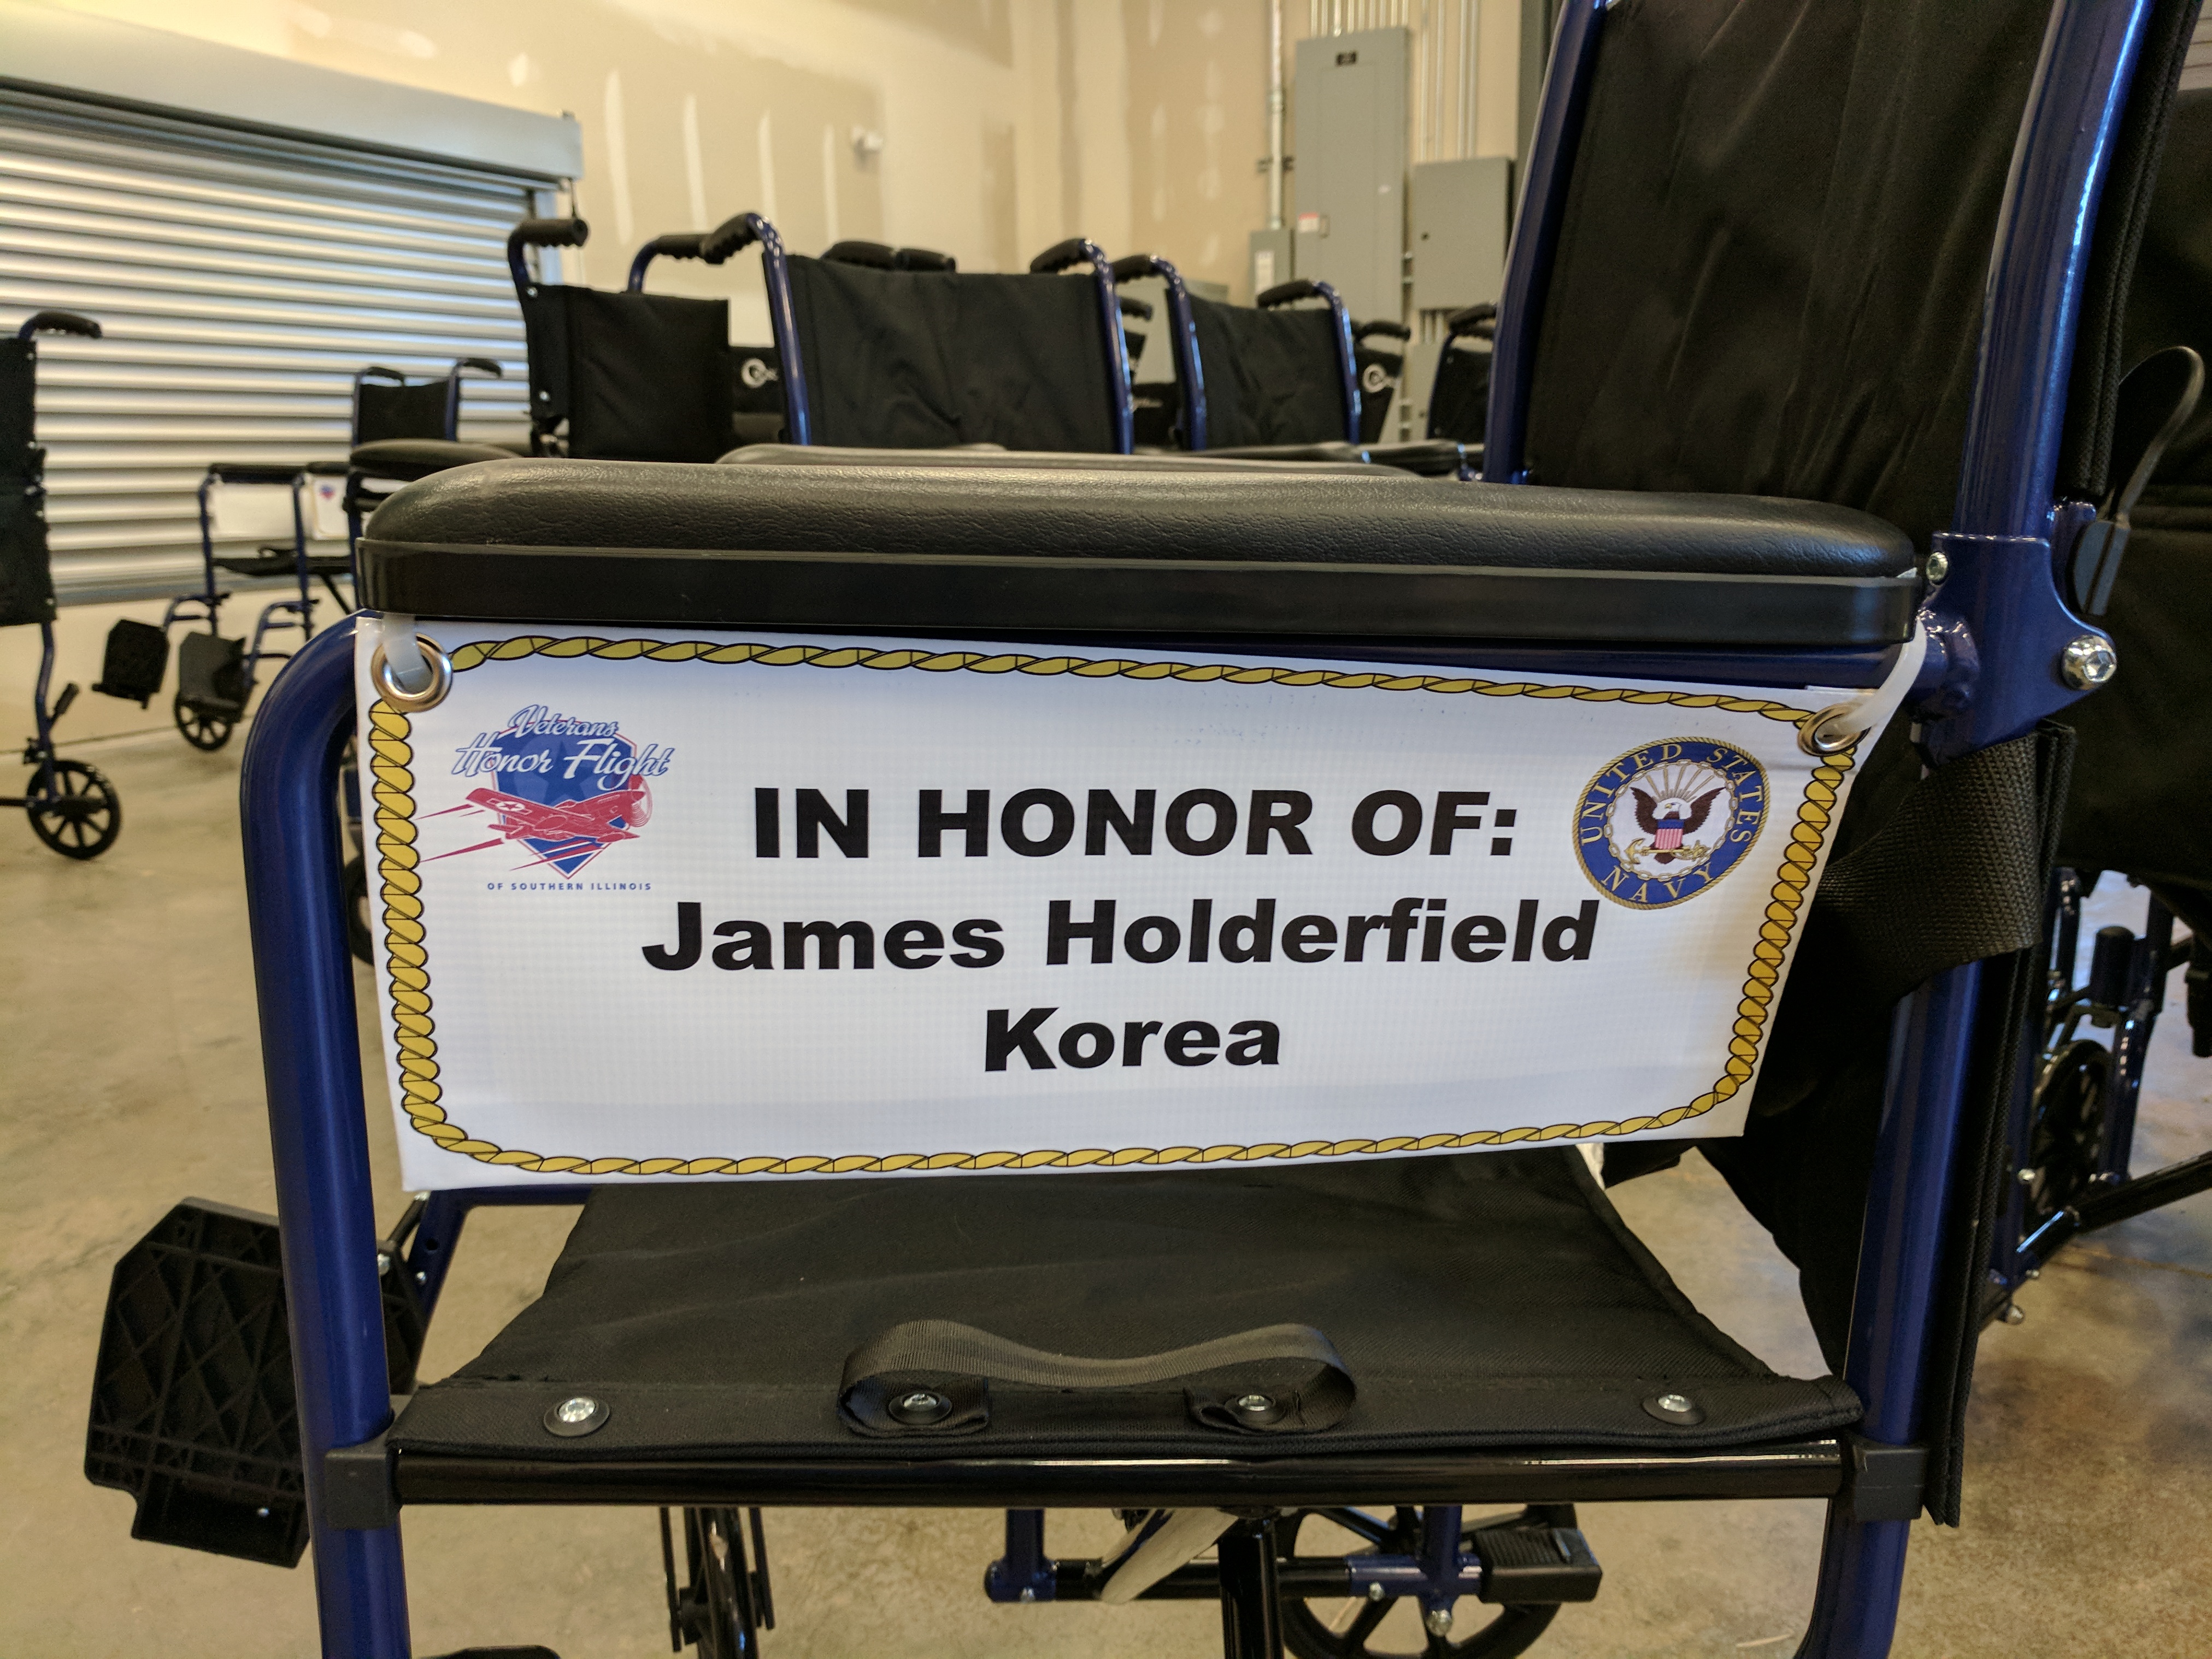 Veterans
Honor Flight
OF SOUTHERN ILLINOIS
UNITED STATES
NAVY
IN HONOR OF:
James Holderfield
Korea